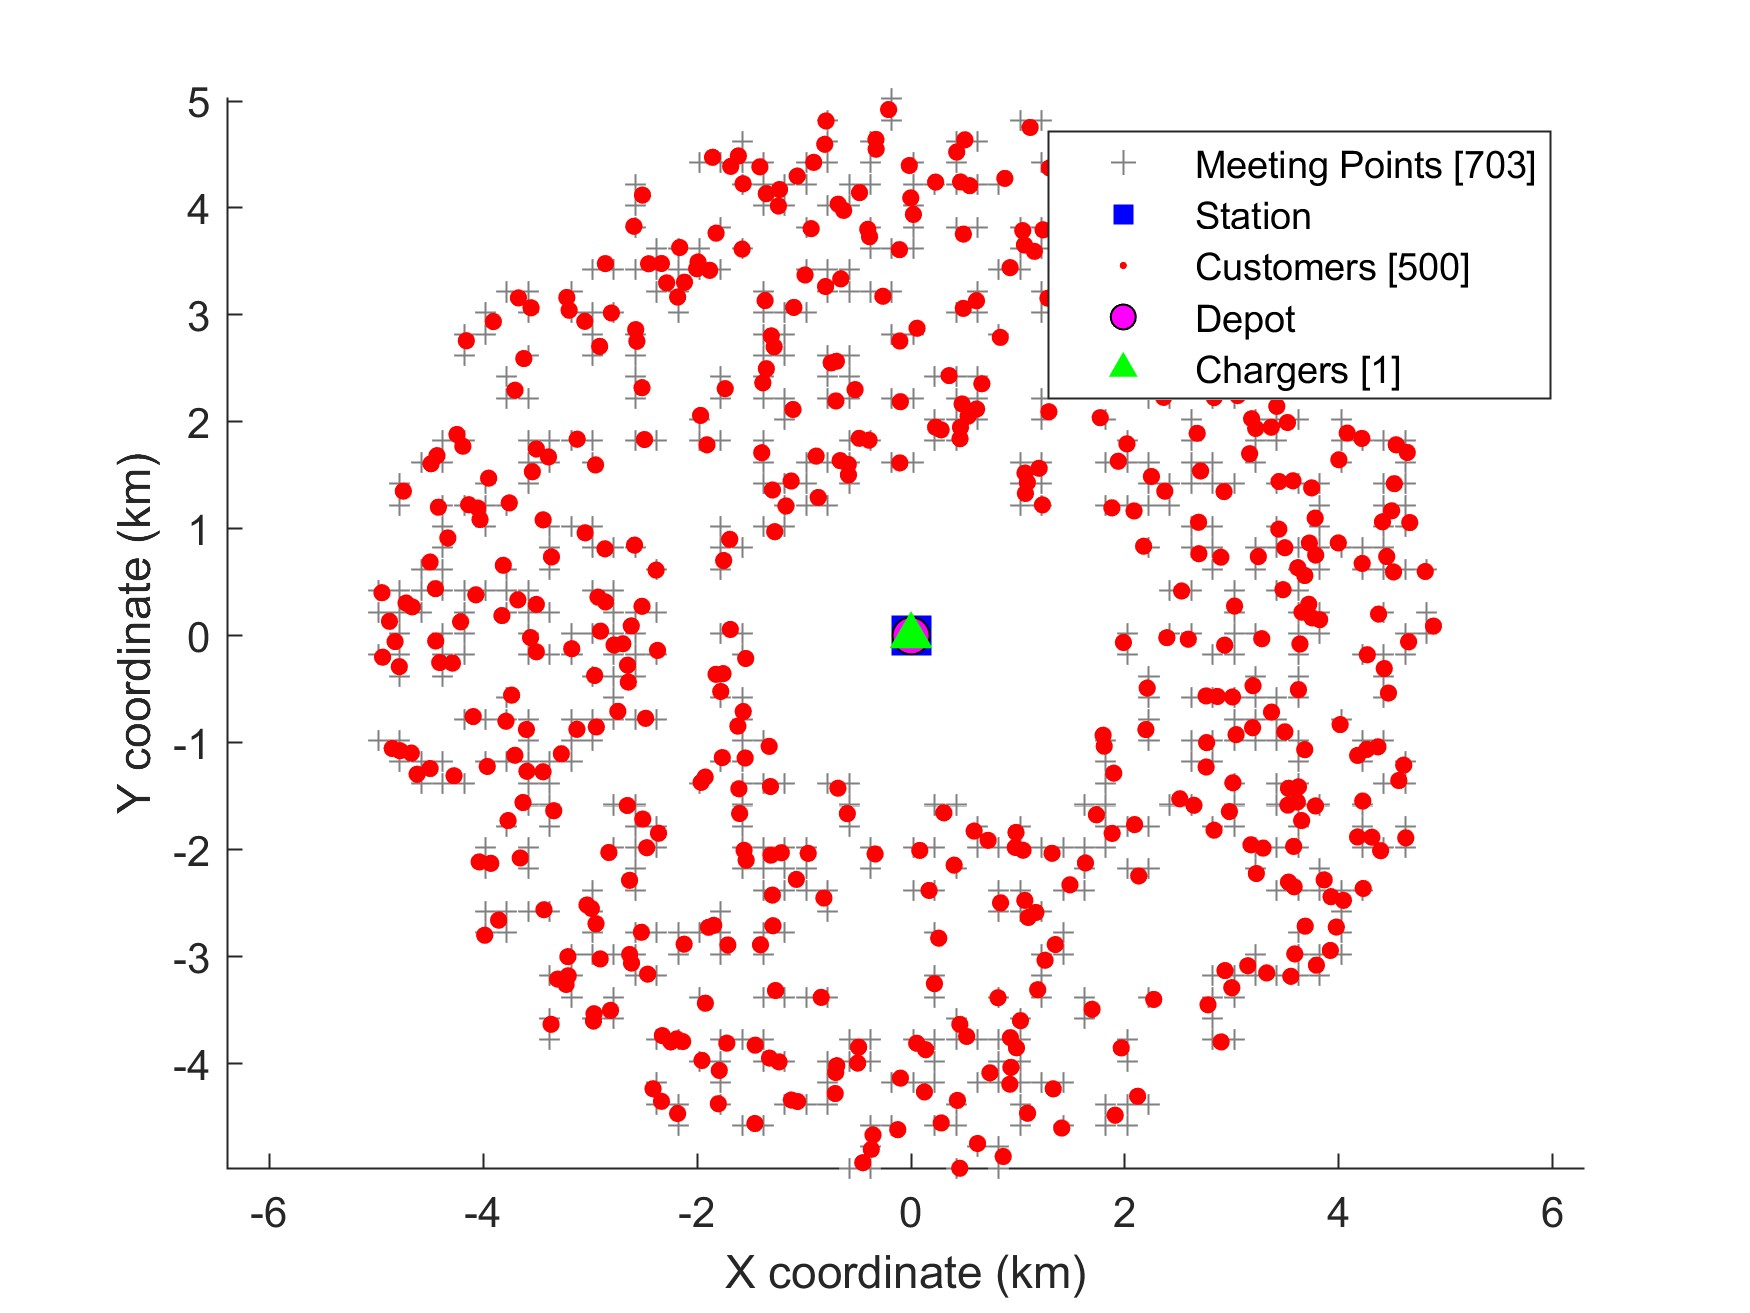 5
4
3
2
1
0
-1
-2
-3
-4
Y coordinate (km)
Meeting Points [703]
Station
Customers [500]
Depot
Chargers [1]
-6
-4
-2
0
2
4
6
X coordinate (km)